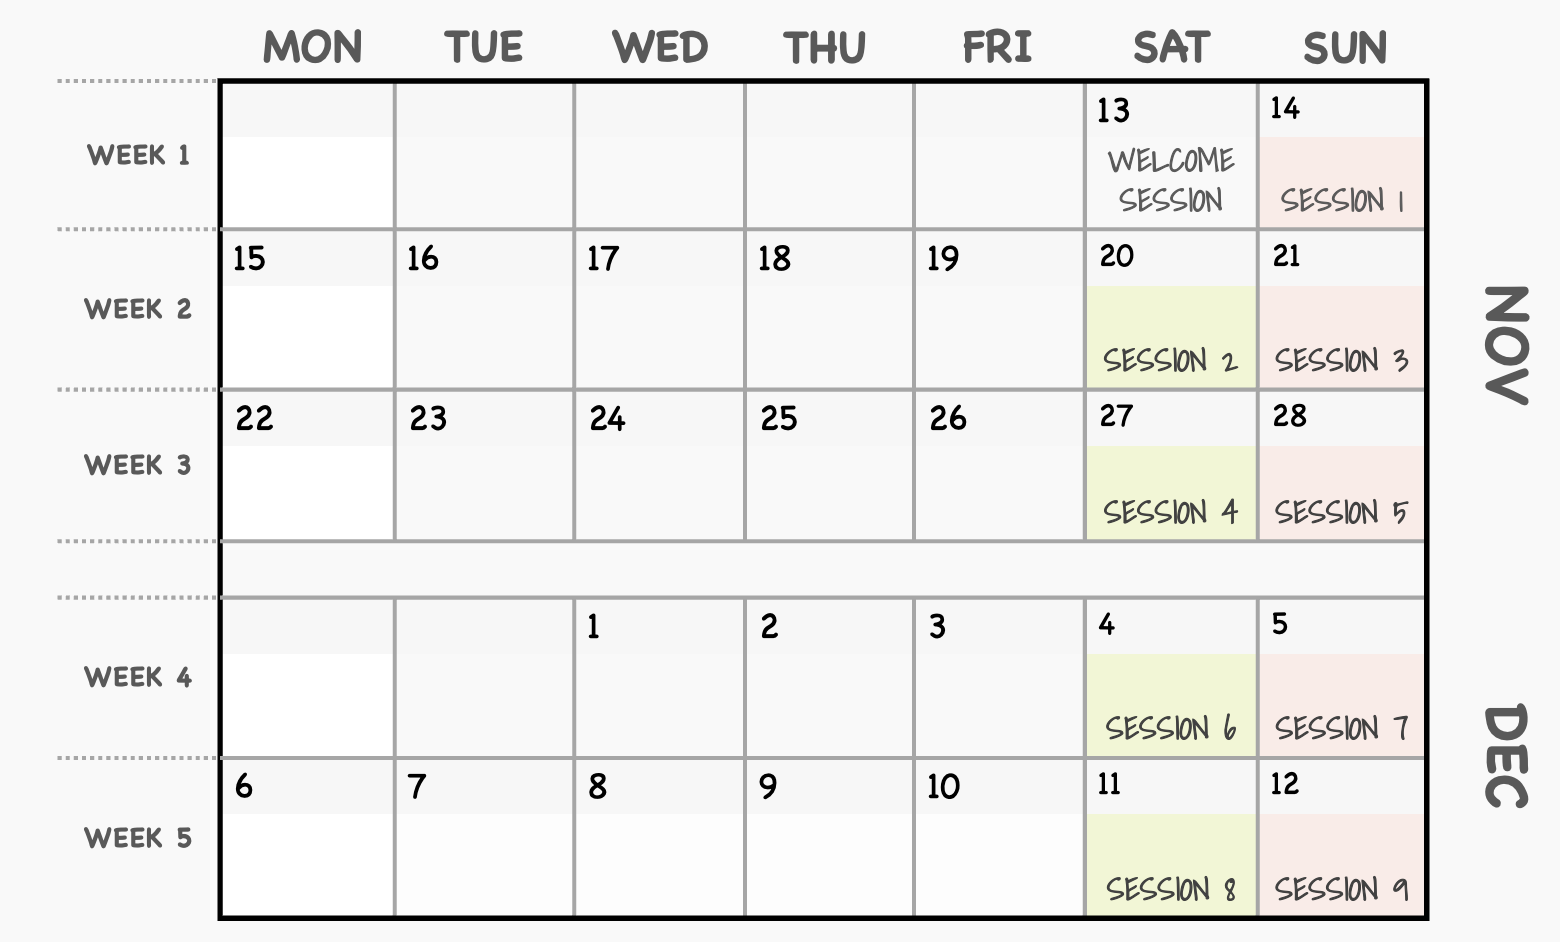 MON TUE WED THU FRI SAT SUN
13 14
WEEK 1
WELCOME
SESSION
SESSION 1
15 16 17 18 19 20 21
WEEK 2
SESSION 2 SESSION 3
NOV
22 23 24 25 26 27 28
WEEK 3
SESSION 4 SESSION 5
1 2 3 4 5
WEEK 4
SESSION 6 SESSION 7
DEC
6 7 8 9 10 11 12
WEEK 5
SESSION 8 SESSION 9